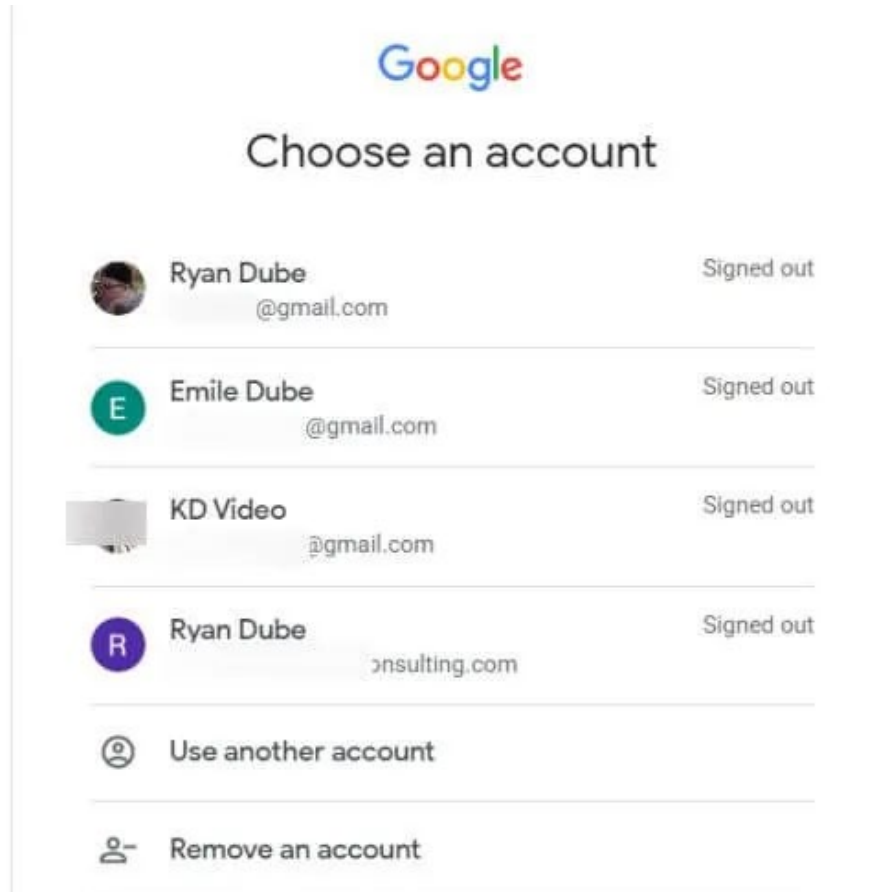 Google
Choose an account
Ryan Dube
Signed out
@gmail.com
Emile Dube
Signed out
E
@gmail.com
KD Video
Signed out
@gmail.com
Ryan Dube
Signed out
R
onsulting.com
Use another account
Remove an account